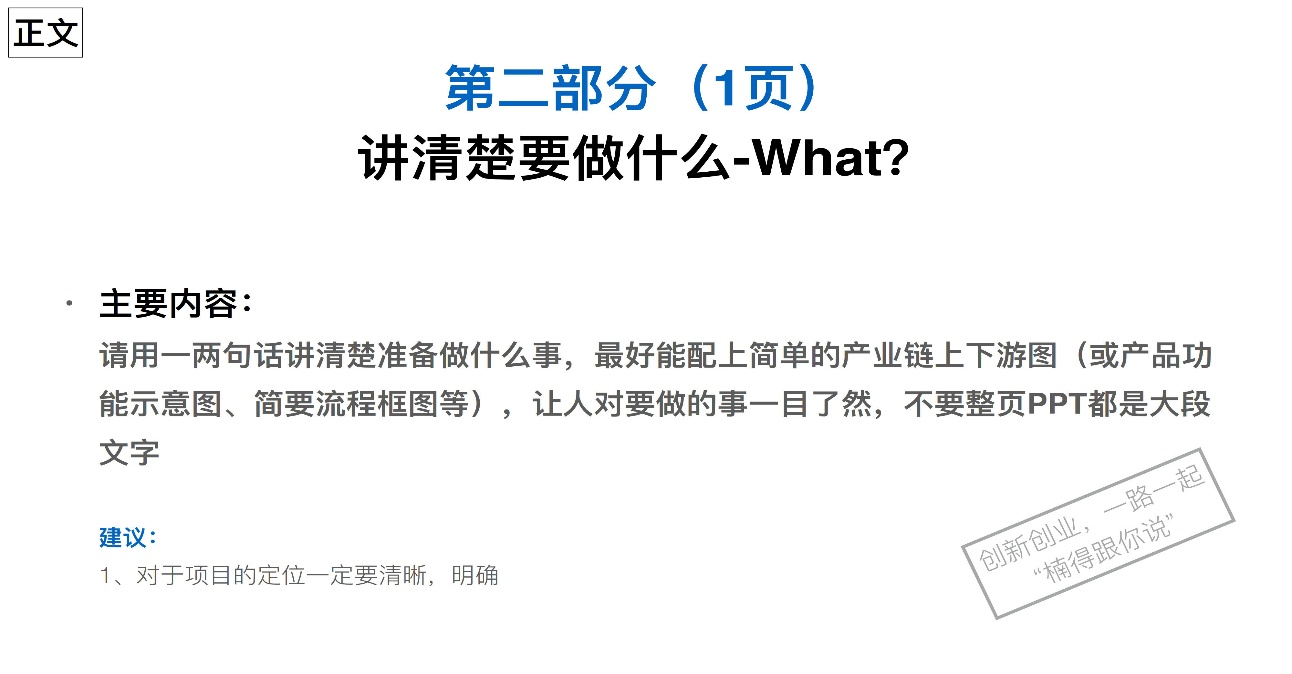 正文
第二部分（1页）
讲清楚要做什么-What?
· 主要内容：
请用一两句话讲清楚准备做什么事，最好能配上简单的产业链上下游图（或产品功
能示意图、简要流程框图等），让人对要做的事一目了然，不要整页PPT都是大段
文字
建议：
1、对于项目的定位一定要清晰，明确
创新创业，一路一起
“楠得跟你说”